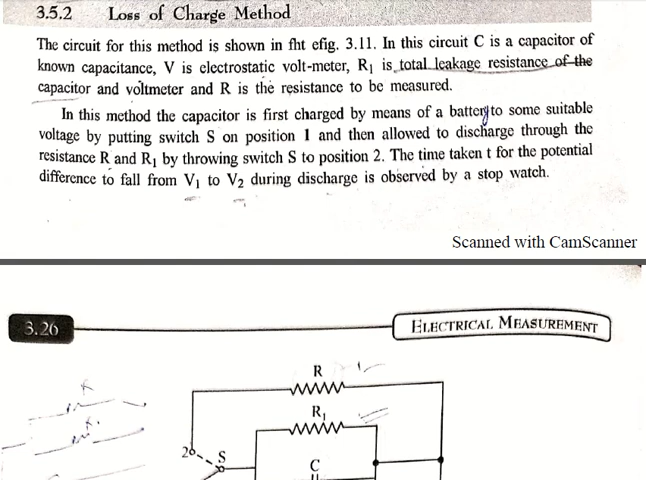 3.5.2 Loss of Charge Method
The circuit for this method is shown in fht efig. 3.11. In this circuit C is a capacitor of
known capacitance, V is electrostatic volt-meter, R₁ is total leakage resistance of the
capacitor and voltmeter and R is the resistance to be measured.
In this method the capacitor is first charged by means of a battery to some suitable
voltage by putting switch S on position 1 and then allowed to discharge through the
resistance R and R₁ by throwing switch S to position 2. The time taken t for the potential
difference to fall from V₁ to V₂ during discharge is observed by a stop watch.
Scanned with CamScanner
3.26 ELECTRICAL MEASUREMENT
R
R₁
2 S
C